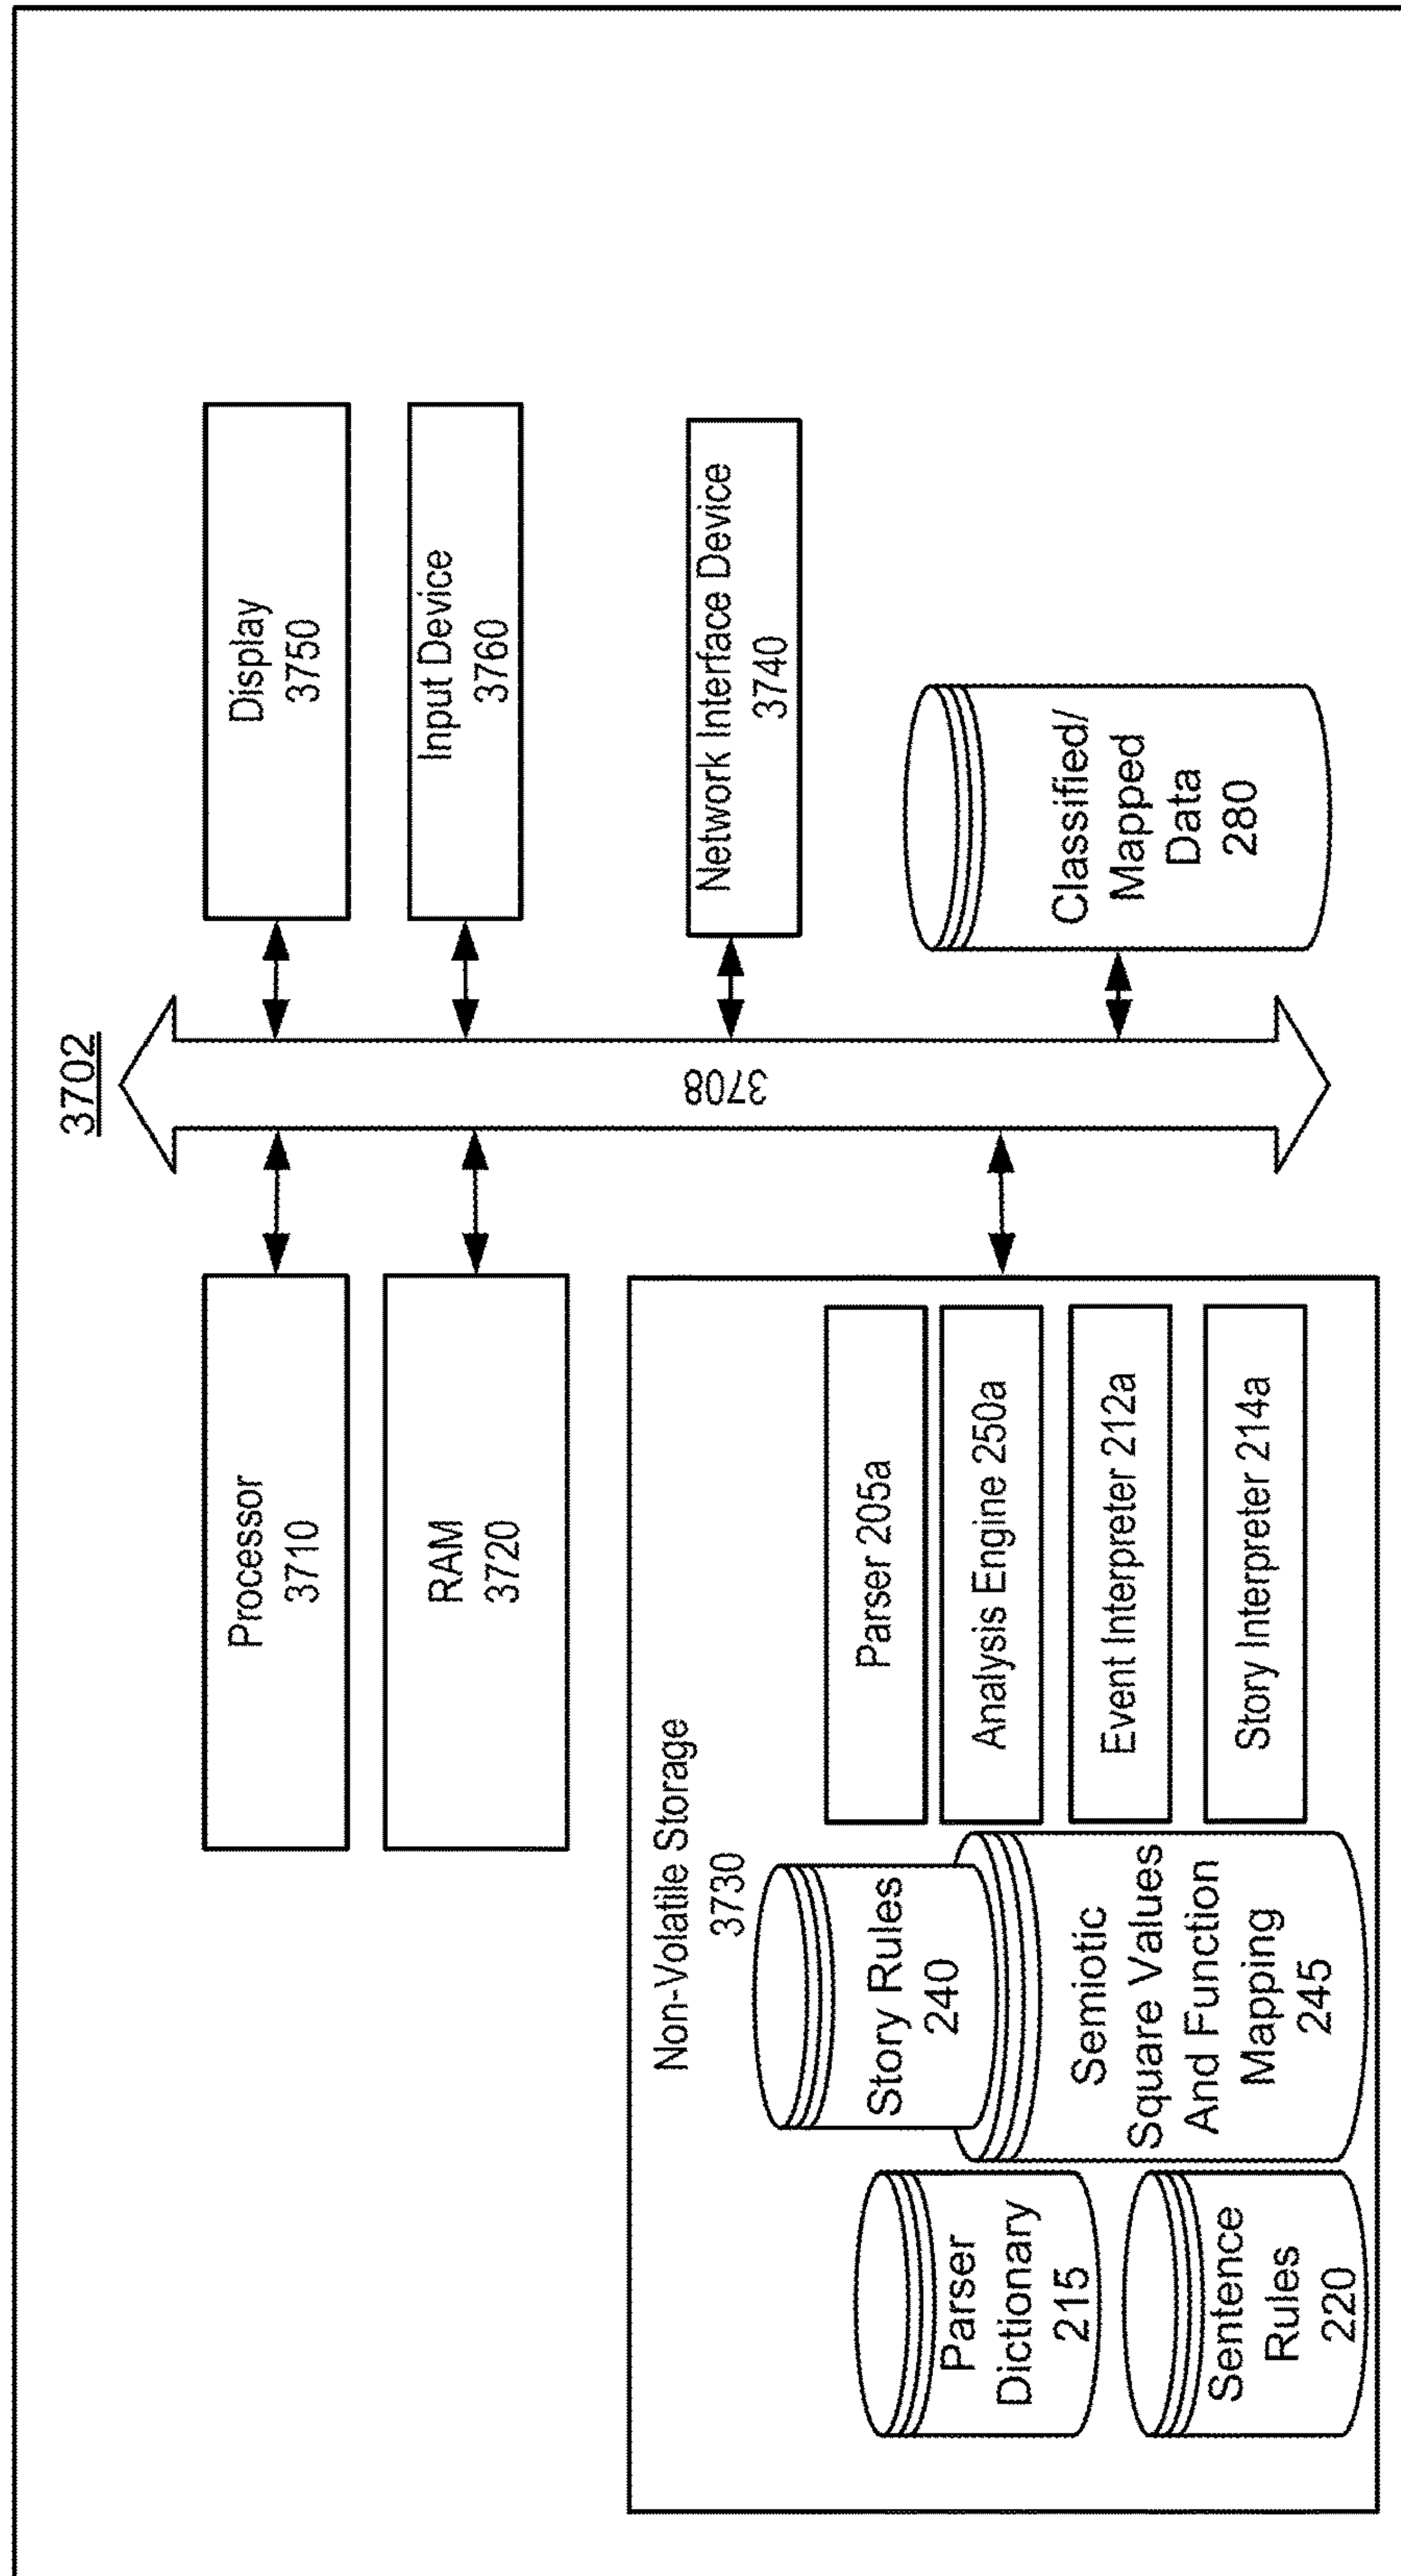 3702
Processor
3710
RAM
3720
Display
3750
Input Device
3760
3708
Network Interface Device
3740
Non-Volatile Storage
3730
Parser 205a
Analysis Engine 250a
Event Interpreter 212a
Story Interpreter 214a
Story Rules
240
Semiotic
Square Values
And Function
Mapping
245
Parser
Dictionary
215
Sentence
Rules
220
Classified/
Mapped
Data
280